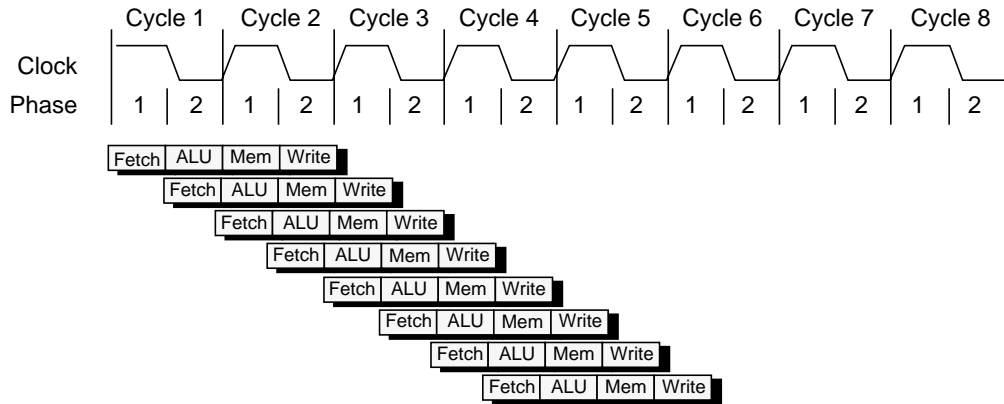 Cycle 1 Cycle 2 Cycle 3 Cycle 4 Cycle 5 Cycle 6 Cycle 7 Cycle 8
Clock
Phase 1 2 1 2 1 2 1 2 1 2 1 2 1 2 1 2
Fetch ALU Mem Write
Fetch ALU Mem Write
Fetch ALU Mem Write
Fetch ALU Mem Write
Fetch ALU Mem Write
Fetch ALU Mem Write
Fetch ALU Mem Write
Fetch ALU Mem Write